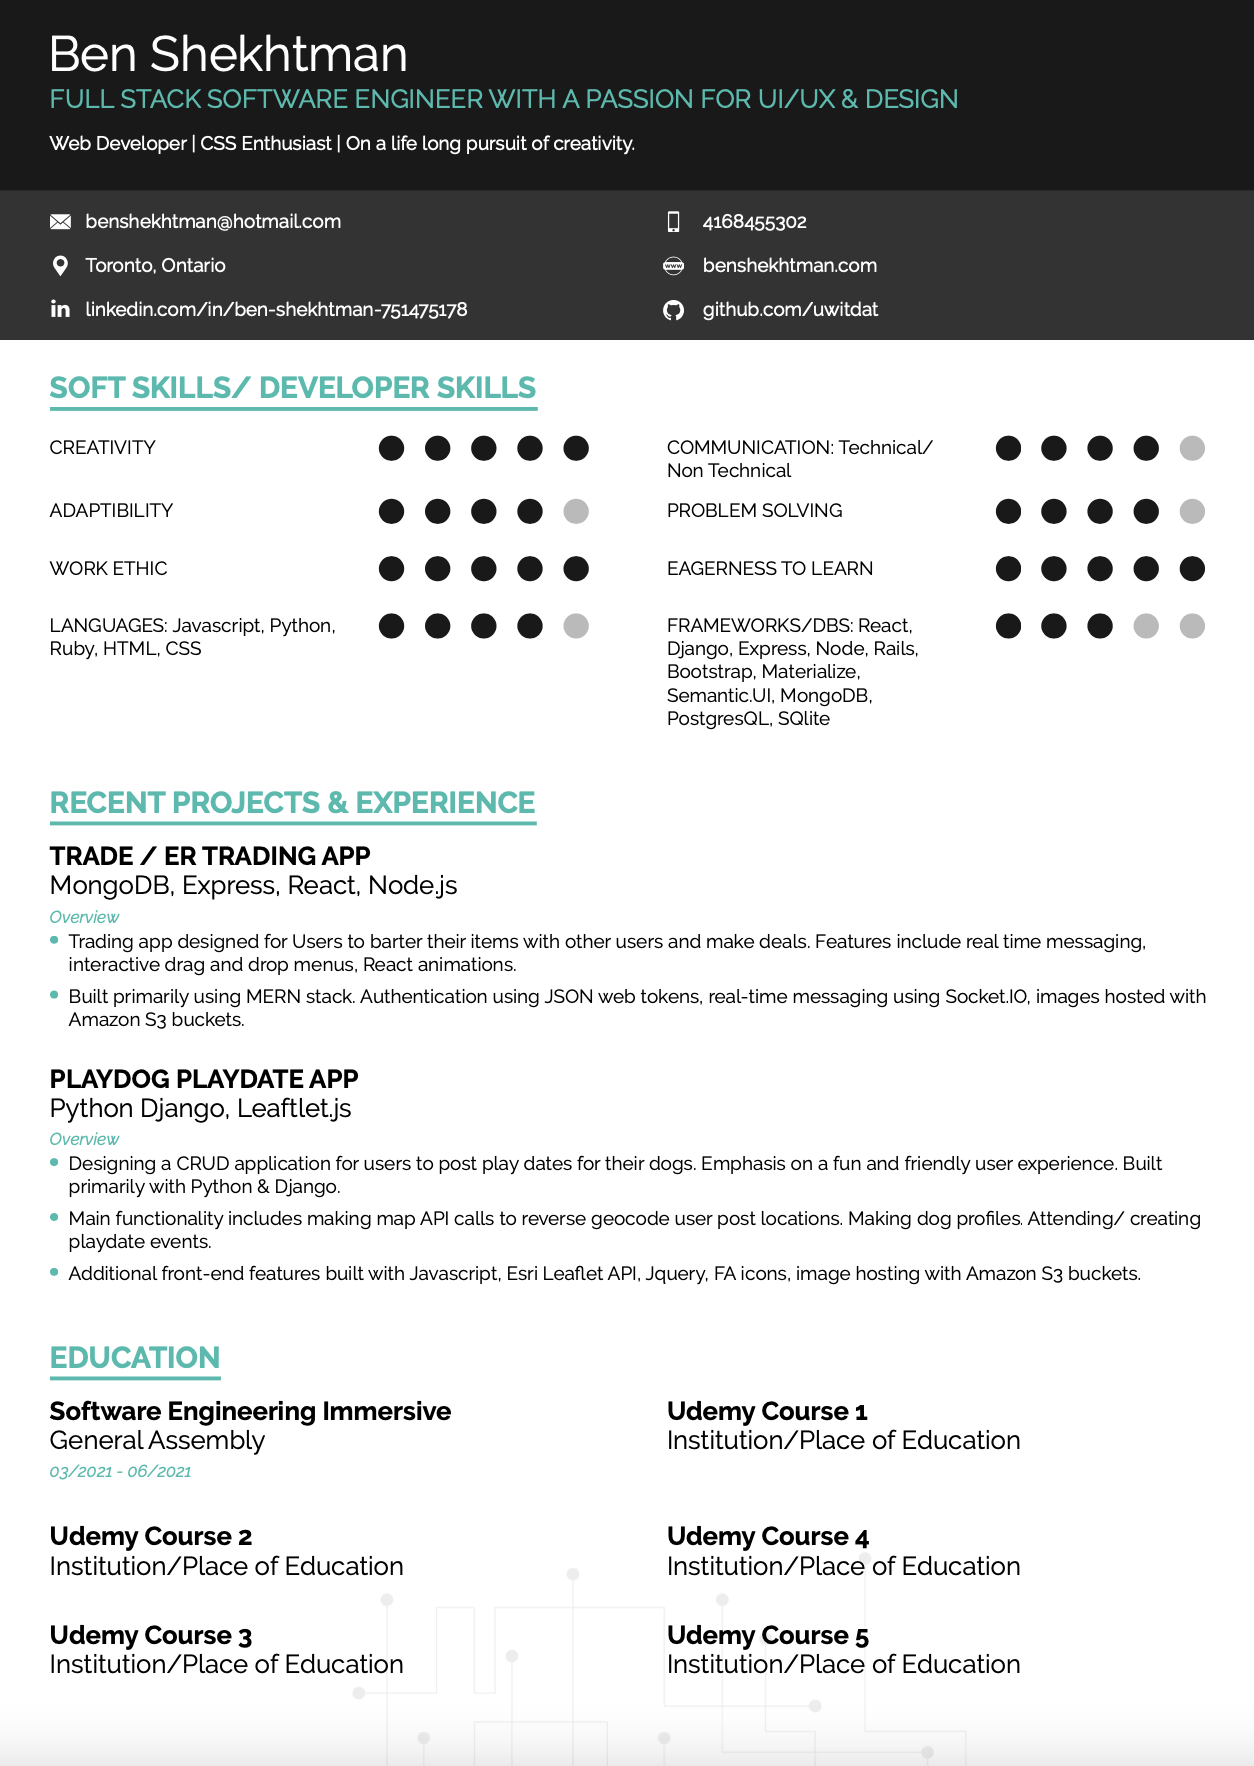 Ben Shekhtman
FULL STACK SOFTWARE ENGINEER WITH A PASSION FOR UI/UX & DESIGN
Web Developer | CSS Enthusiast | On a life long pursuit of creativity.
benshekhtman@hotmail.com
4168455302
Toronto, Ontario
www
benshekhtman.com
in
linkedin.com/in/ben-shekhtman-751475178
github.com/uwitdat
SOFT SKILLS/ DEVELOPER SKILLS
CREATIVITY
COMMUNICATION: Technical/
Non Technical
ADAPTIBILITY
PROBLEM SOLVING
WORK ETHIC
EAGERNESS TO LEARN
LANGUAGES: Javascript, Python,
Ruby, HTML, CSS
FRAMEWORKS/DBS: React,
Django, Express, Node, Rails,
Bootstrap, Materialize,
Semantic.UI, MongoDB,
PostgresQL, SQlite
RECENT PROJECTS & EXPERIENCE
TRADE / ER TRADING APP
MongoDB, Express, React, Node.js
Overview
Trading app designed for Users to barter their items with other users and make deals. Features include real time messaging,
interactive drag and drop menus, React animations.
Built primarily using MERN stack. Authentication using JSON web tokens, real-time messaging using Socket.IO, images hosted with
Amazon S3 buckets.
PLAYDOG PLAYDATE APP
Python Django, Leaftlet.js
Overview
Designing a CRUD application for users to post play dates for their dogs. Emphasis on a fun and friendly user experience. Built
primarily with Python & Django.
Main functionality includes making map API calls to reverse geocode user post locations. Making dog profiles. Attending/ creating
playdate events.
Additional front-end features built with Javascript, Esri Leaflet API, Jquery, FA icons, image hosting with Amazon S3 buckets.
EDUCATION
Software Engineering Immersive
General Assembly
03/2021 - 06/2021
Udemy Course 1
Institution/Place of Education
Udemy Course 2
Institution/Place of Education
Udemy Course 4
Institution/Place of Education
Udemy Course 3
Institution/Place of Education
Udemy Course 5
Institution/Place of Education